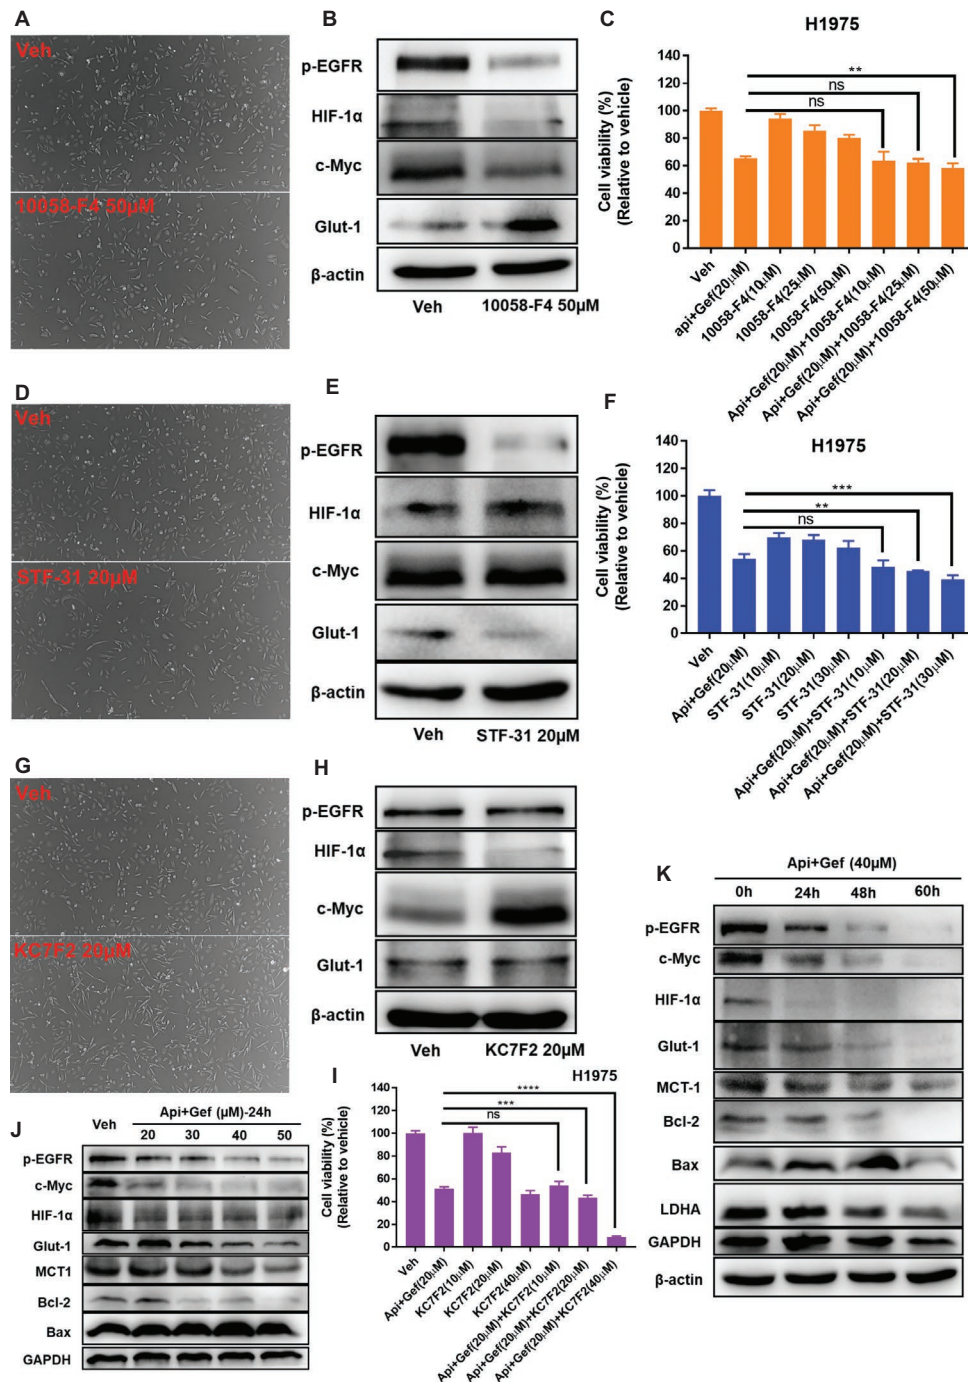 A
Veh
10058-F4 50μM
B
p-EGFR
HIF-1α
c-Myc
Glut-1
β-actin
Veh 10058-F4 50μM
C
H1975
Cell viability (%)
(Relative to vehicle)
140
120
100
80
60
40
20
0
**
ns
ns
Veh
api+Gef(20μM)
10058-F4(10μM)
10058-F4(25μM)
10058-F4(50μM)
Api+Gef(20μM)+10058-F4(10μM)
Api+Gef(20μM)+10058-F4(25μM)
Api+Gef(20μM)+10058-F4(50μM)
D
Veh
STF-31 20μM
E
p-EGFR
HIF-1α
c-Myc
Glut-1
β-actin
Veh STF-31 20μM
F
H1975
Cell viability (%)
(Relative to vehicle)
140
120
100
80
60
40
20
0
***
**
ns
Veh
Api+Gef(20μM)
STF-31(10μM)
STF-31(20μM)
STF-31(30μM)
Api+Gef(20μM)+STF-31(10μM)
Api+Gef(20μM)+STF-31(20μM)
Api+Gef(20μM)+STF-31(30μM)
G
Veh
KC7F2 20μM
H
p-EGFR
HIF-1α
c-Myc
Glut-1
β-actin
Veh KC7F2 20μM
I
H1975
Cell viability (%)
(Relative to vehicle)
140
120
100
80
60
40
20
0
****
***
ns
Veh
Api+Gef(20μM)
KC7F2(10μM)
KC7F2(20μM)
KC7F2(40μM)
Api+Gef(20μM)+KC7F2(10μM)
Api+Gef(20μM)+KC7F2(20μM)
Api+Gef(20μM)+KC7F2(40μM)
J
Api+Gef (μM)-24h
Veh 20 30 40 50
p-EGFR
c-Myc
HIF-1α
Glut-1
MCT1
Bcl-2
Bax
GAPDH
K
Api+Gef (40μM)
0h 24h 48h 60h
p-EGFR
c-Myc
HIF-1α
Glut-1
MCT-1
Bcl-2
Bax
LDHA
GAPDH
β-actin